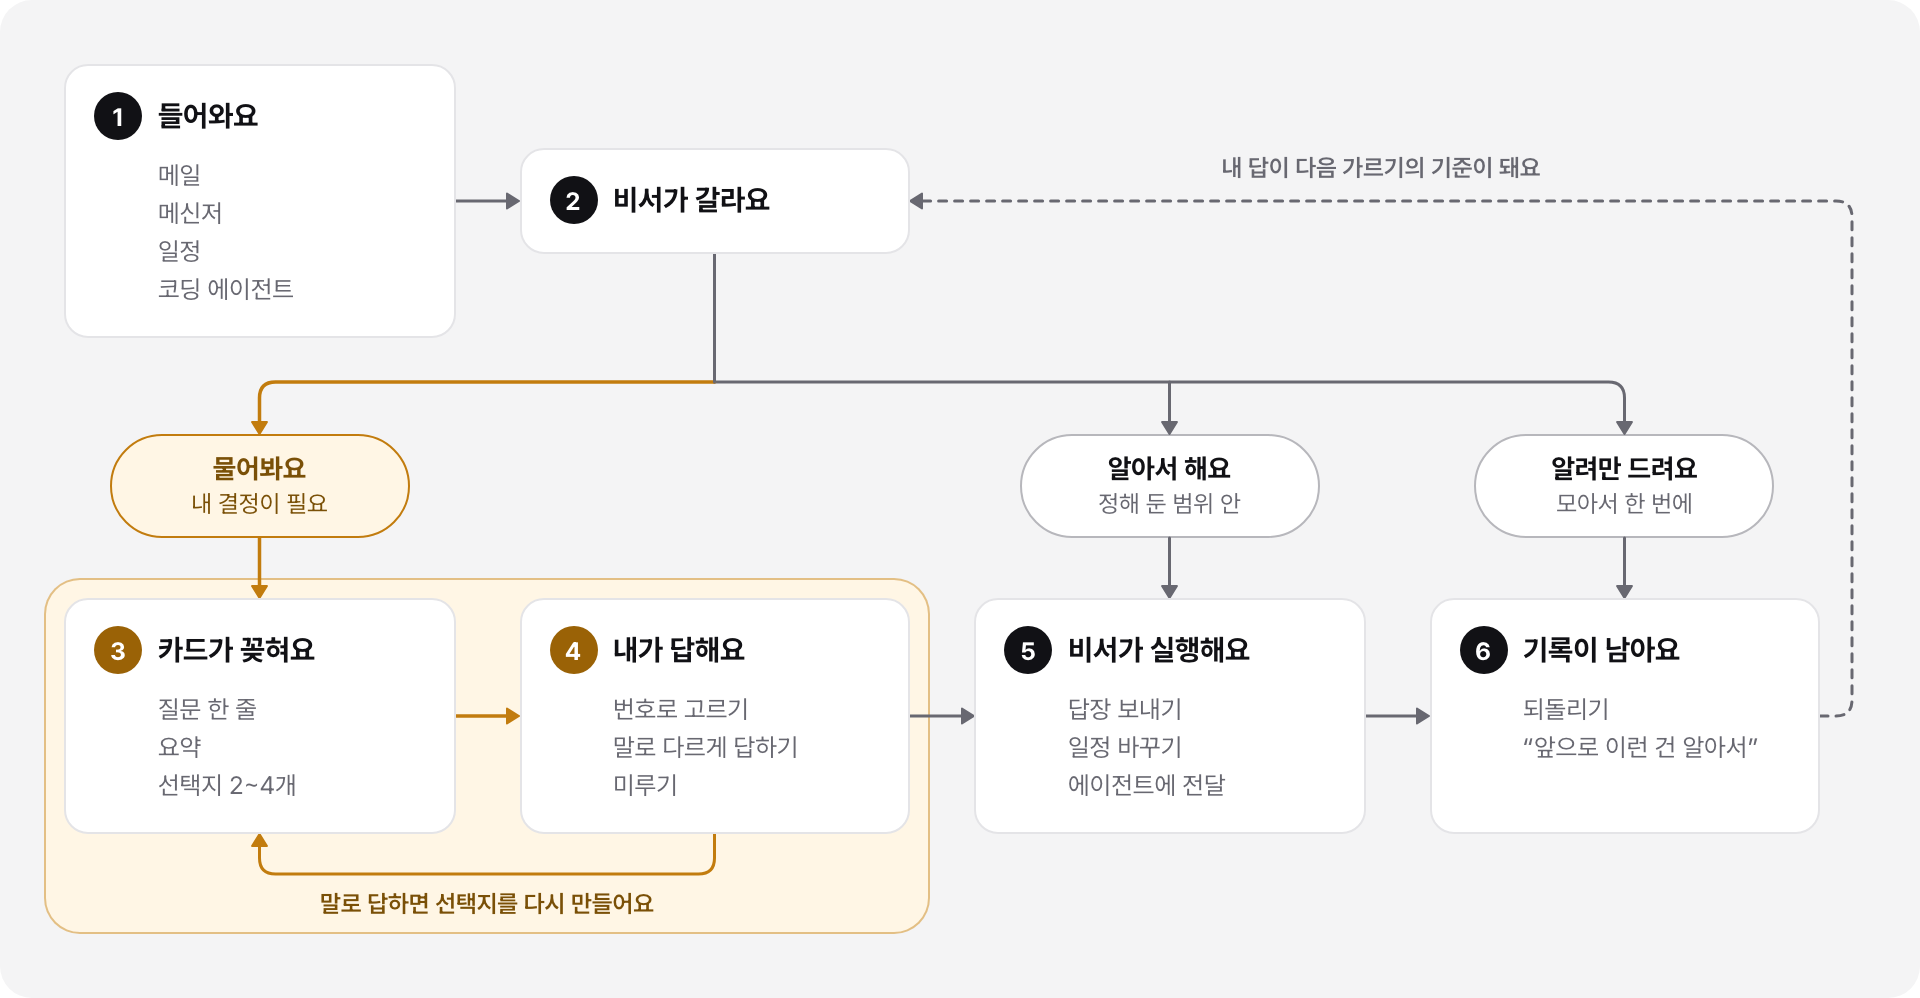 1 들어와요
메일
메신저
일정
코딩 에이전트
2 비서가 갈라요
내 답이 다음 가르기의 기준이 돼요
물어봐요
내 결정이 필요
알아서 해요
정해 둔 범위 안
알려만 드려요
모아서 한 번에
3 카드가 꽂혀요
질문 한 줄
요약
선택지 2~4개
4 내가 답해요
번호로 고르기
말로 다르게 답하기
미루기
말로 답하면 선택지를 다시 만들어요
5 비서가 실행해요
답장 보내기
일정 바꾸기
에이전트에 전달
6 기록이 남아요
되돌리기
“앞으로 이런 건 알아서”